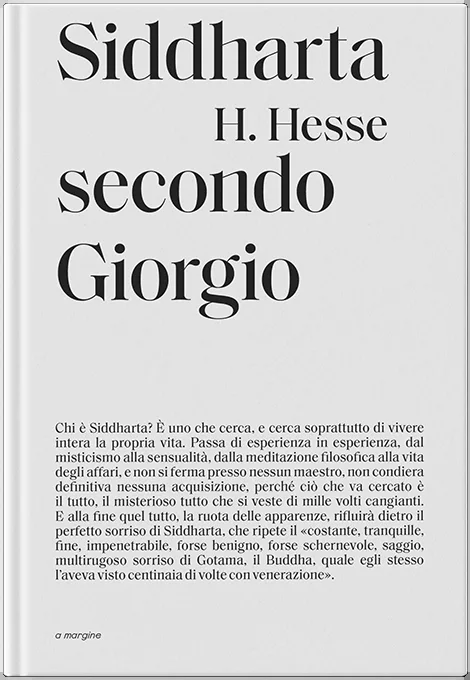 Siddharta
H. Hesse
secondo
Giorgio
Chi è Siddharta? È uno che cerca, e cerca soprattutto di vivere
intera la propria vita. Passa di esperienza in esperienza, dal
misticismo alla sensualità, dalla meditazione filosofica alla vita
degli affari, e non si ferma presso nessun maestro, non condiera
definitiva nessuna acquisizione, perché ciò che va cercato è
il tutto, il misterioso tutto che si veste di mille volti cangianti.
E alla fine quel tutto, la ruota delle apparenze, rifluirà dietro il
perfetto sorriso di Siddharta, che ripete il «costante, tranquille,
fine, impenetrabile, forse benigno, forse schernevole, saggio,
multirugoso sorriso di Gotama, il Buddha, quale egli stesso
l’aveva visto centinaia di volte con venerazione».
a margine